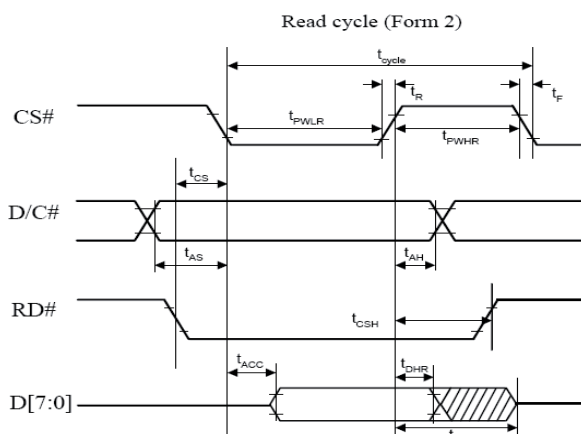 Read cycle (Form 2)
tcycle
tR
tF
CS#
tPWLR
tPWHR
tCS
D/C#
tAS
tAH
RD#
tCSH
tACC
tDHR
D[7:0]
t